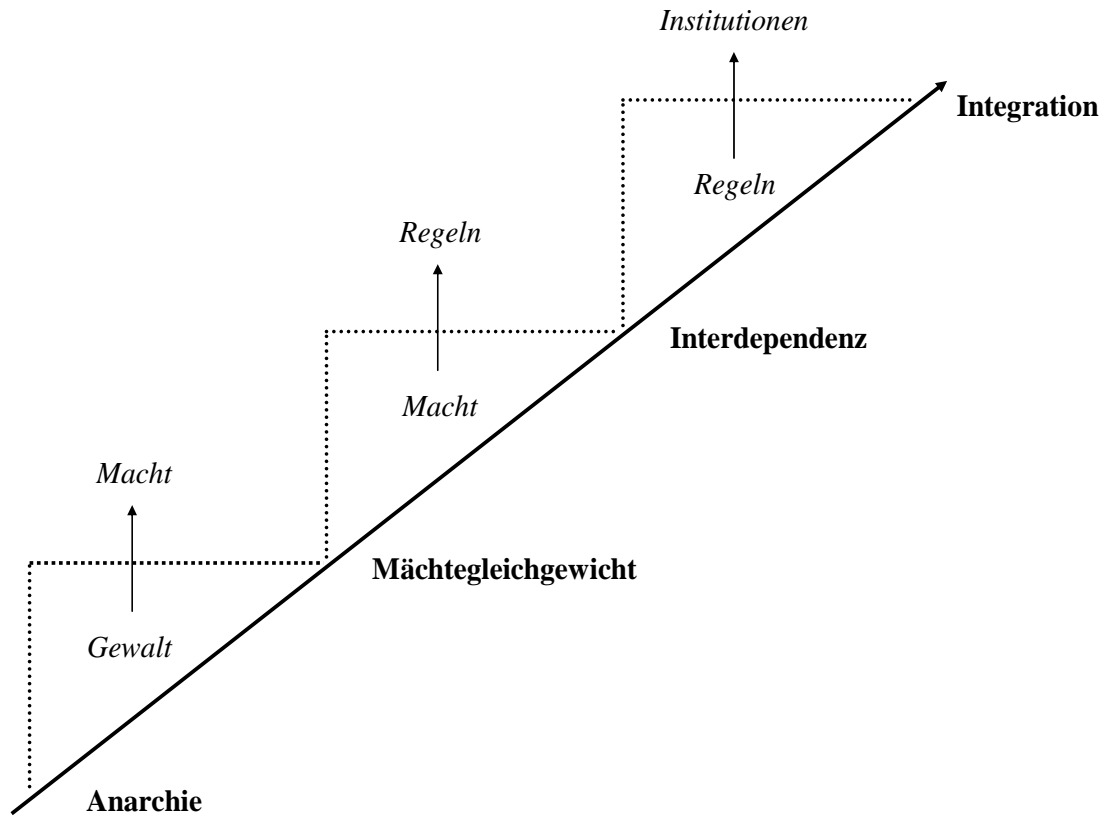 Institutionen
Integration
Regeln
Regeln
Interdependenz
Macht
Macht
Mächtegleichgewicht
Gewalt
Anarchie